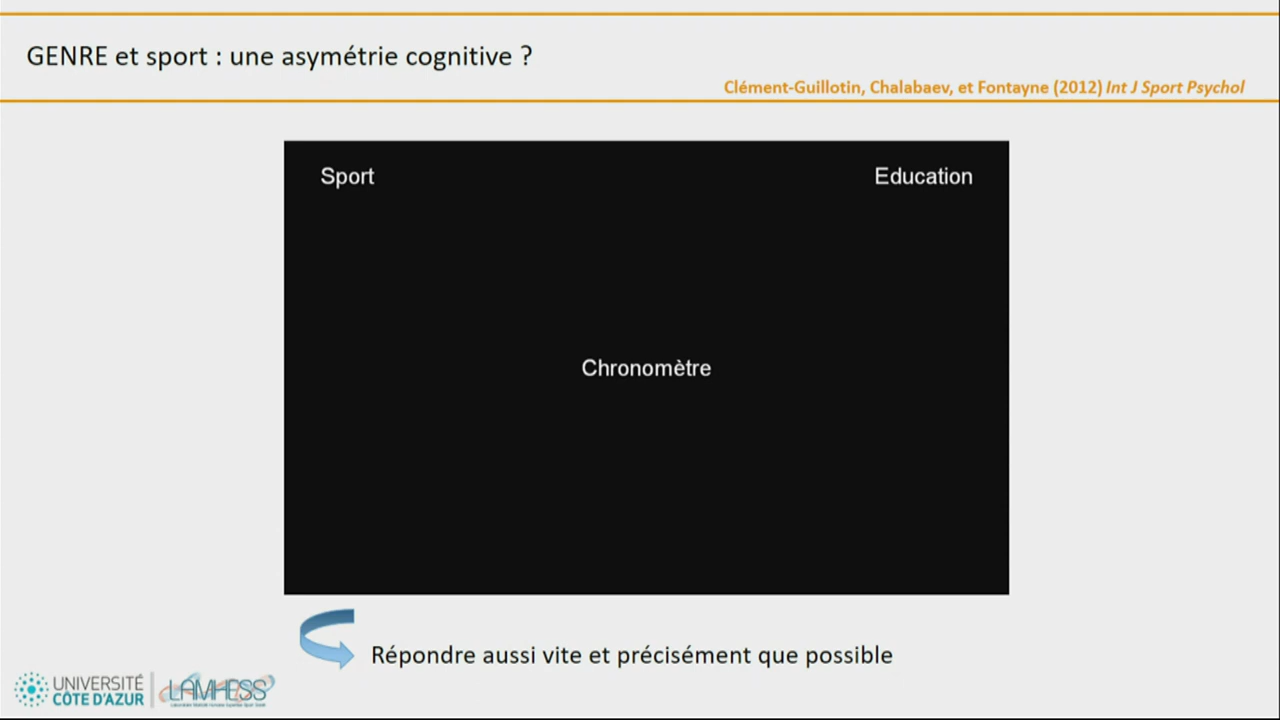 GENRE et sport : une asymétrie cognitive ?
Clément-Guillotin, Chalabaev, et Fontayne (2012) Int J Sport Psychol
Sport
Education
Chronomètre
Répondre aussi vite et précisément que possible
UNIVERSITÉ
CÔTE D'AZUR
LAMHESS